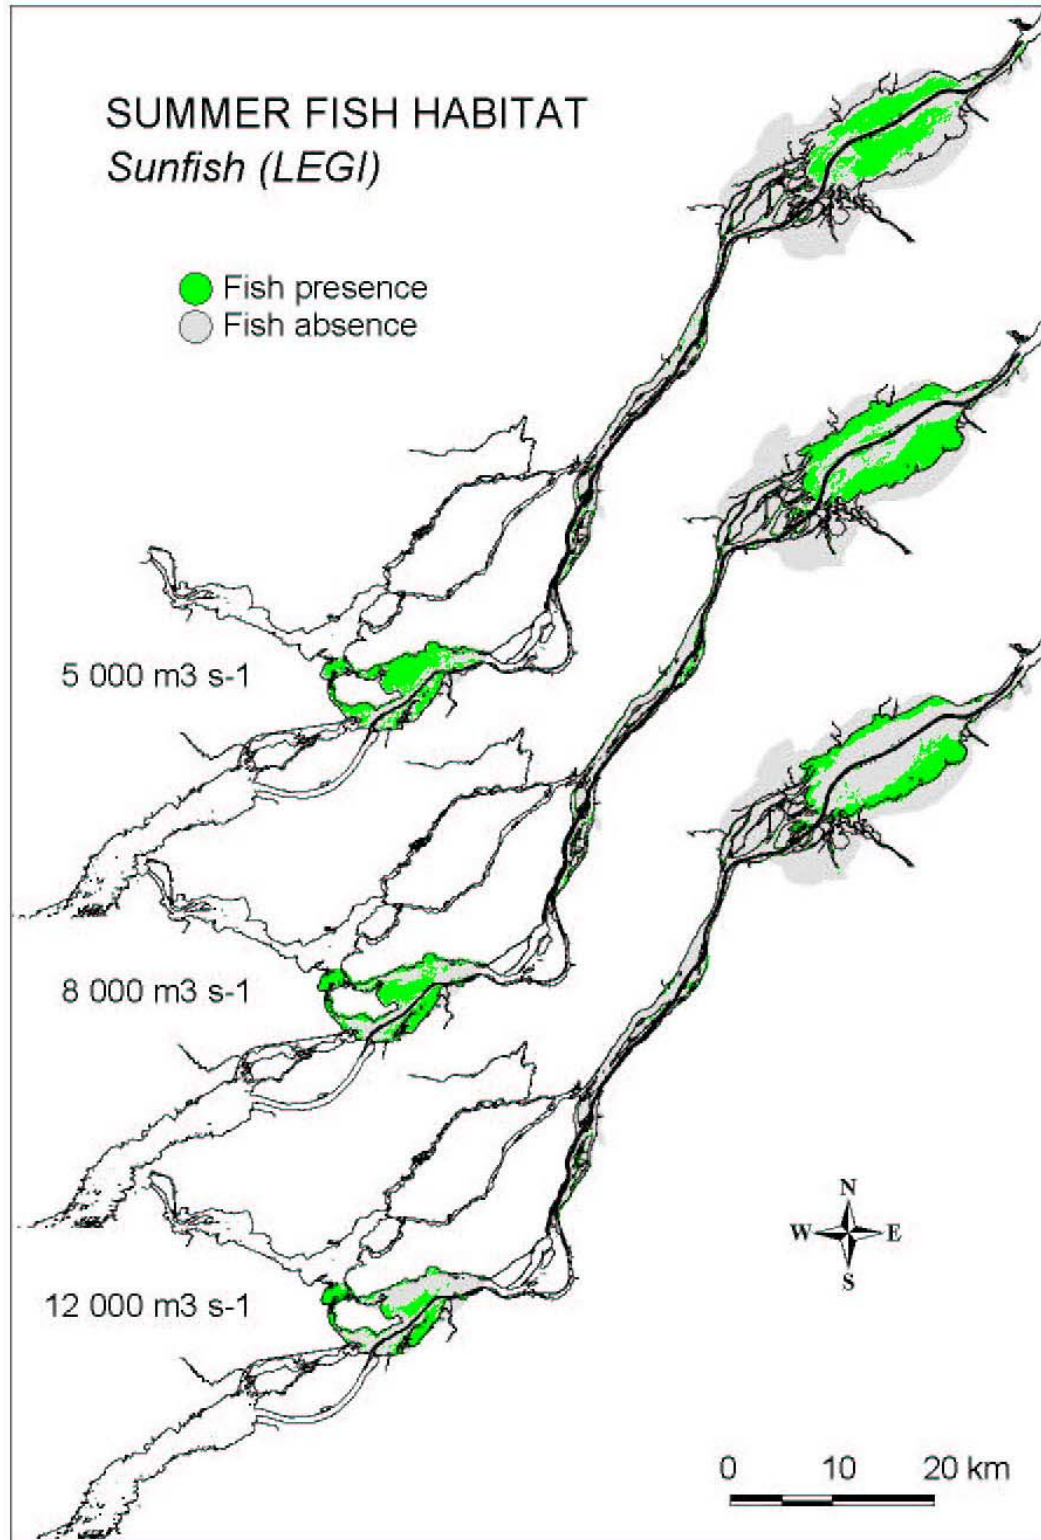 SUMMER FISH HABITAT
Sunfish (LEGI)
Fish presence
Fish absence
5 000 m3 s-1
8 000 m3 s-1
12 000 m3 s-1
N
W E
S
0 10 20 km